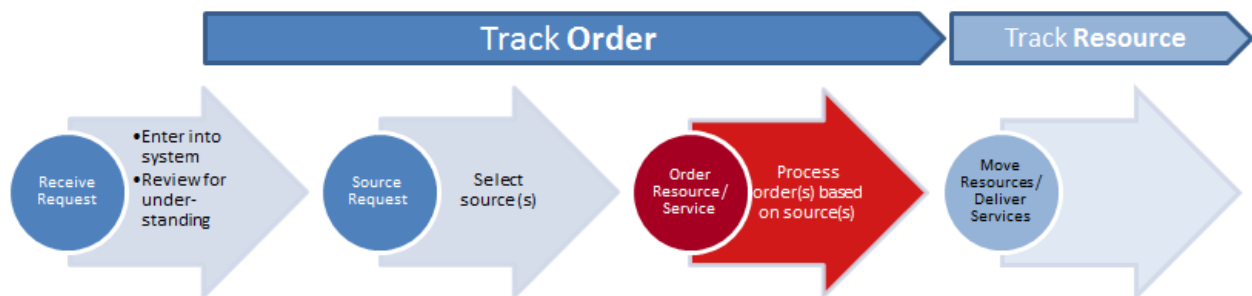 Track Order
Track Resource
Receive
Request
•Enter into
system
•Review for
under-
standing
Source
Request
Select
source(s)
Order
Resource/
Service
Process
order(s) based
on source(s)
Move
Resources/
Deliver
Services